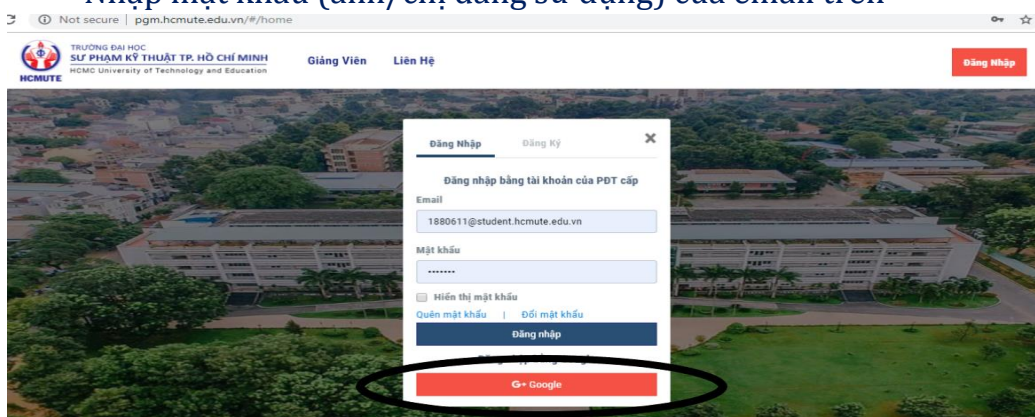 Nhập mật khẩu (anh/chị đang sử dụng) của email trên
Not secure | pgm.hcmute.edu.vn/#/home
TRƯỜNG ĐẠI HỌC
SƯ PHẠM KỸ THUẬT TP. HỒ CHÍ MINH
HCMC University of Technology and Education
HCMUTE
Giảng Viên Liên Hệ
Đăng Nhập
Đăng Nhập Đăng Ký
Đăng nhập bằng tài khoản của PĐT cấp
Email
1880611@student.hcmute.edu.vn
Mật khẩu
•••••••
Hiển thị mật khẩu
Quên mật khẩu | Đổi mật khẩu
Đăng nhập
G+ Google